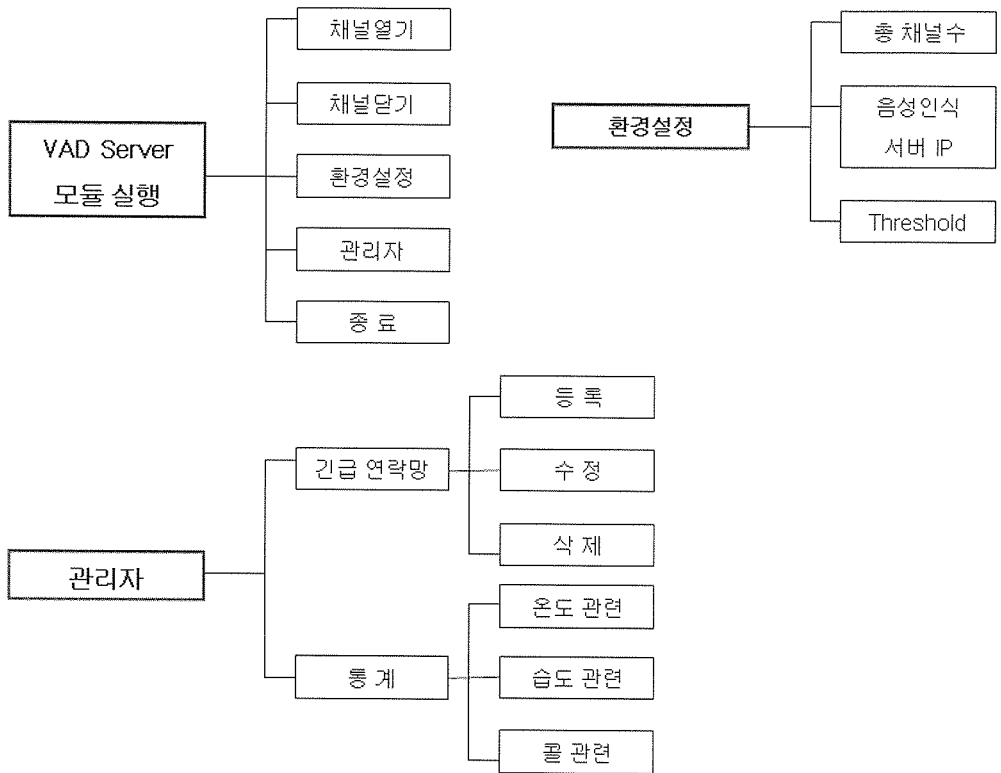 VAD Server
모듈 실행
채널열기
채널닫기
환경설정
관리자
종 료
환경설정
총 채널수
음성인식
서버 IP
Threshold
관리자
긴급 연락망
등 록
수 정
삭 제
통 계
온도 관련
습도 관련
콜 관련